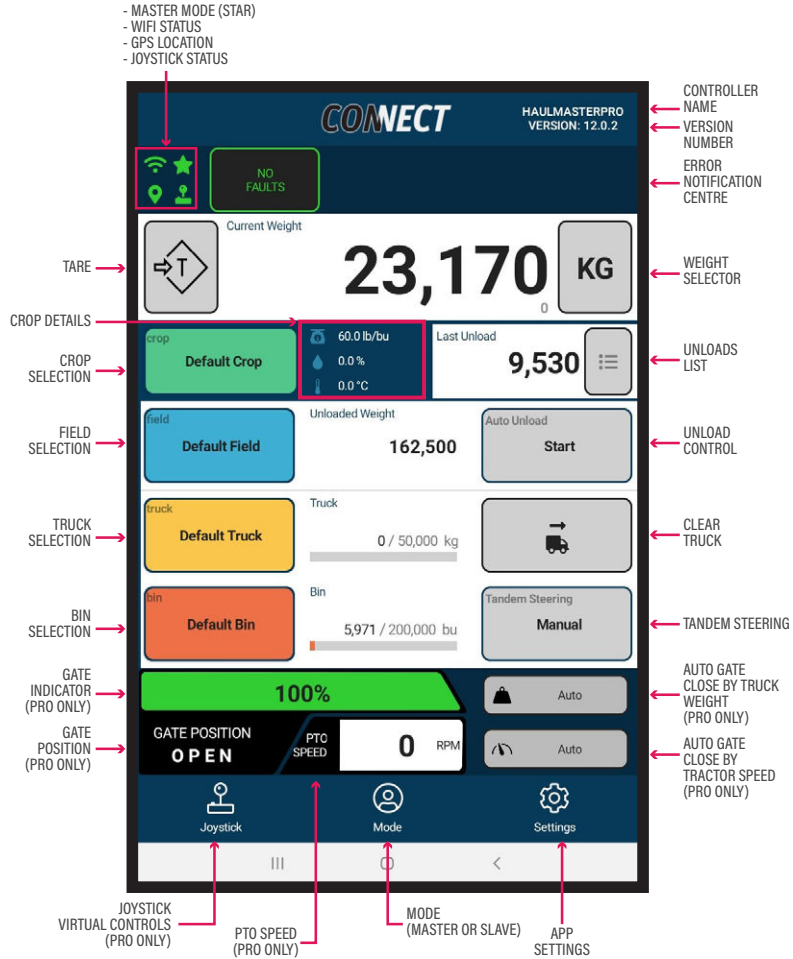 - MASTER MODE (STAR)
- WIFI STATUS
- GPS LOCATION
- JOYSTICK STATUS
CONNECT
HAULMASTERPRO
VERSION: 12.0.2
CONTROLLER
NAME
VERSION
NUMBER
NO
FAULTS
ERROR
NOTIFICATION
CENTRE
TARE
T
Current Weight
23,170
0
KG
WEIGHT
SELECTOR
CROP DETAILS
CROP
SELECTION
crop
Default Crop
60.0 lb/bu
0.0 %
0.0 °C
Last Unload
9,530
UNLOADS
LIST
FIELD
SELECTION
field
Default Field
Unloaded Weight
162,500
Auto Unload
Start
UNLOAD
CONTROL
TRUCK
SELECTION
truck
Default Truck
Truck
0 / 50,000 kg
CLEAR
TRUCK
BIN
SELECTION
bin
Default Bin
Bin
5,971 / 200,000 bu
Tandem Steering
Manual
TANDEM STEERING
GATE
INDICATOR
(PRO ONLY)
100%
Auto
AUTO GATE
CLOSE BY TRUCK
WEIGHT
(PRO ONLY)
GATE
POSITION
(PRO ONLY)
GATE POSITION
OPEN
PTO
SPEED
0 RPM
Auto
AUTO GATE
CLOSE BY
TRACTOR SPEED
(PRO ONLY)
Joystick
Mode
Settings
JOYSTICK
VIRTUAL CONTROLS
(PRO ONLY)
PTO SPEED
(PRO ONLY)
MODE
(MASTER OR SLAVE)
APP
SETTINGS